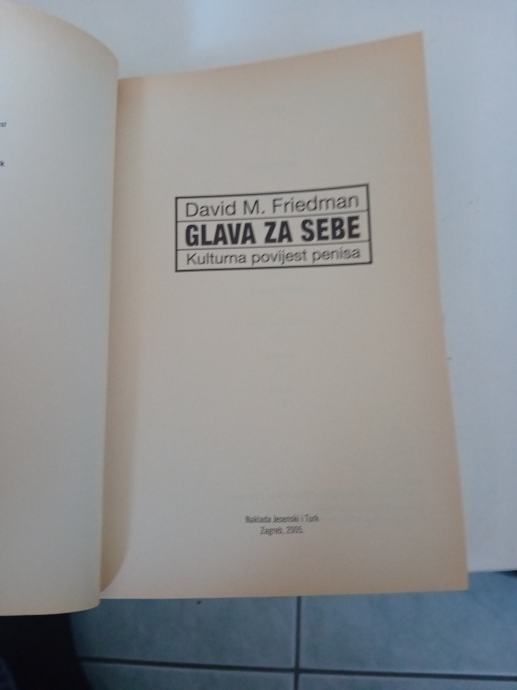 David M. Friedman
GLAVA ZA SEBE
Kulturna povijest penisa
Naklada Jesenski i Turk
Zagreb, 2005.